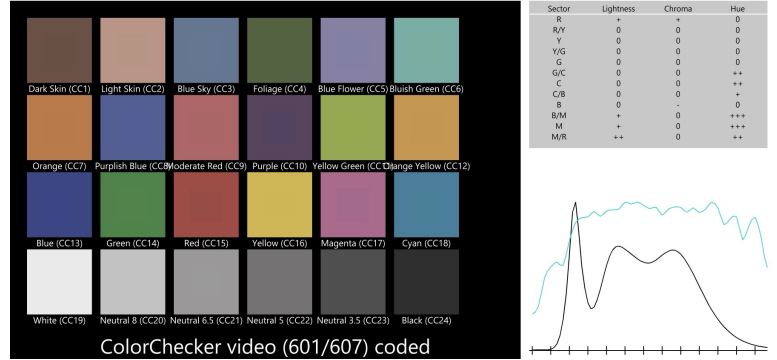 Dark Skin (CC1) Light Skin (CC2) Blue Sky (CC3) Foliage (CC4) Blue Flower (CC5) Bluish Green (CC6)
Orange (CC7) Purplish Blue (CC8) Moderate Red (CC9) Purple (CC10) Yellow Green (CC11) Orange Yellow (CC12)
Blue (CC13) Green (CC14) Red (CC15) Yellow (CC16) Magenta (CC17) Cyan (CC18)
White (CC19) Neutral 8 (CC20) Neutral 6.5 (CC21) Neutral 5 (CC22) Neutral 3.5 (CC23) Black (CC24)
ColorChecker video (601/607) coded
Sector Lightness Chroma Hue
R + + 0
R/Y 0 0 0
Y 0 0 0
Y/G 0 0 0
G 0 0 0
G/C 0 0 ++
C 0 0 ++
C/B 0 0 +
B 0 - 0
B/M + 0 +++
M + 0 +++
M/R ++ 0 ++